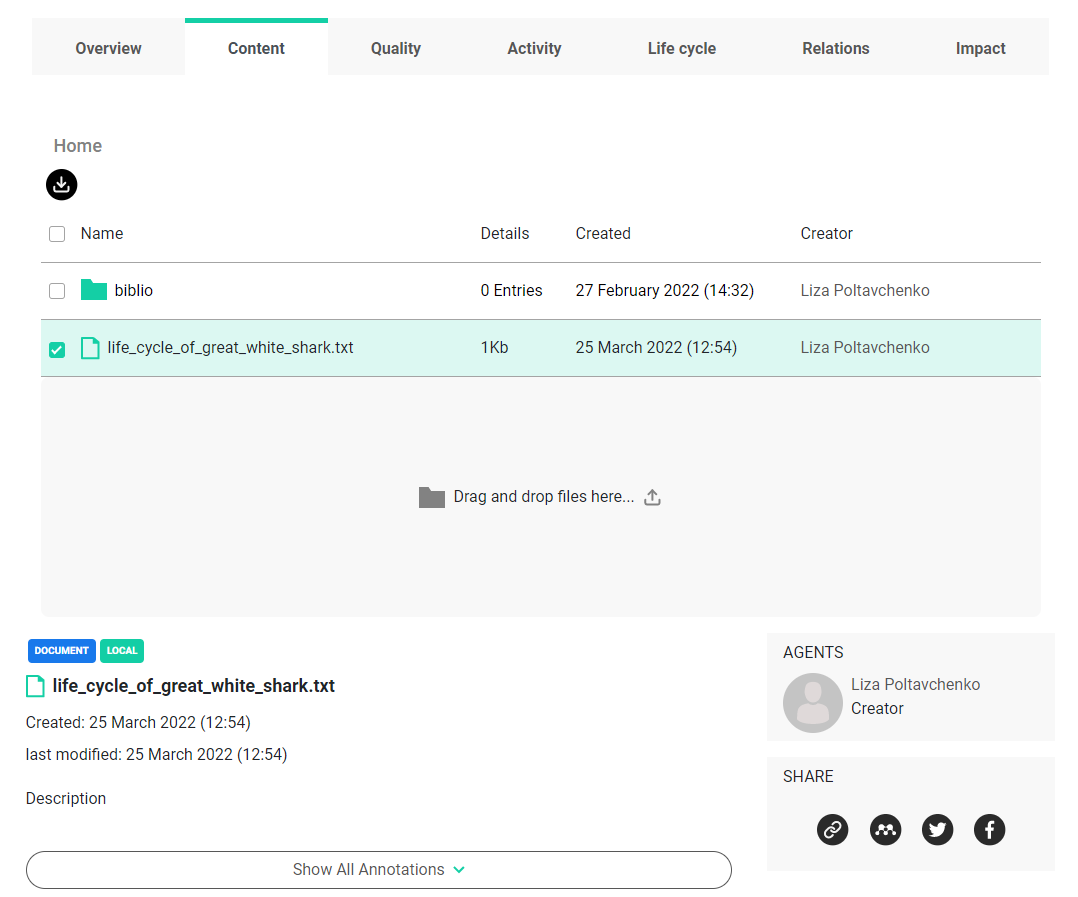 Overview Content Quality Activity Life cycle Relations Impact
Home
Name Details Created Creator
biblio 0 Entries 27 February 2022 (14:32) Liza Poltavchenko
life_cycle_of_great_white_shark.txt 1Kb 25 March 2022 (12:54) Liza Poltavchenko
Drag and drop files here...
DOCUMENT LOCAL
life_cycle_of_great_white_shark.txt
Created: 25 March 2022 (12:54)
last modified: 25 March 2022 (12:54)
Description
Show All Annotations
AGENTS
Liza Poltavchenko
Creator
SHARE